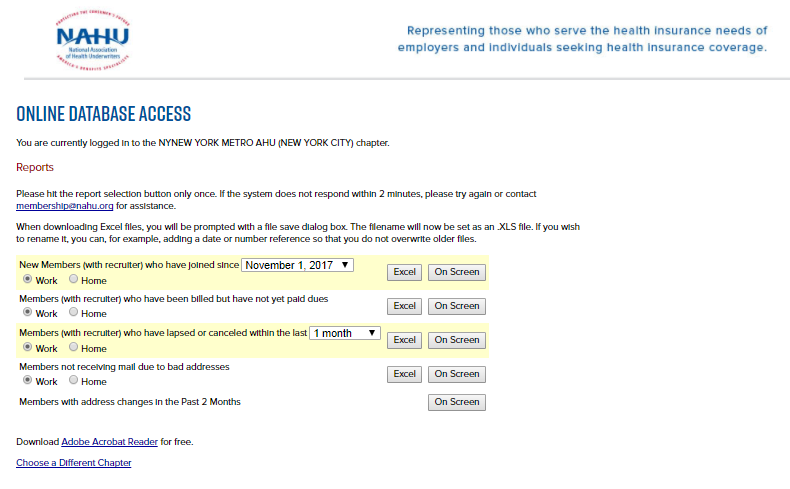 PROTECTING THE CONSUMER'S FUTURE
NAHU
National Association
of Health Underwriters
AMERICA'S BENEFITS SPECIALISTS
Representing those who serve the health insurance needs of
employers and individuals seeking health insurance coverage.
ONLINE DATABASE ACCESS
You are currently logged in to the NYNEW YORK METRO AHU (NEW YORK CITY) chapter.
Reports
Please hit the report selection button only once. If the system does not respond within 2 minutes, please try again or contact
membership@nahu.org for assistance.
When downloading Excel files, you will be prompted with a file save dialog box. The filename will now be set as an .XLS file. If you wish
to rename it, you can, for example, adding a date or number reference so that you do not overwrite older files.
New Members (with recruiter) who have joined since November 1, 2017
Work Home
Excel On Screen
Members (with recruiter) who have been billed but have not yet paid dues
Work Home
Excel On Screen
Members (with recruiter) who have lapsed or canceled within the last 1 month
Work Home
Excel On Screen
Members not receiving mail due to bad addresses
Work Home
Excel On Screen
Members with address changes in the Past 2 Months On Screen
Download Adobe Acrobat Reader for free.
Choose a Different Chapter